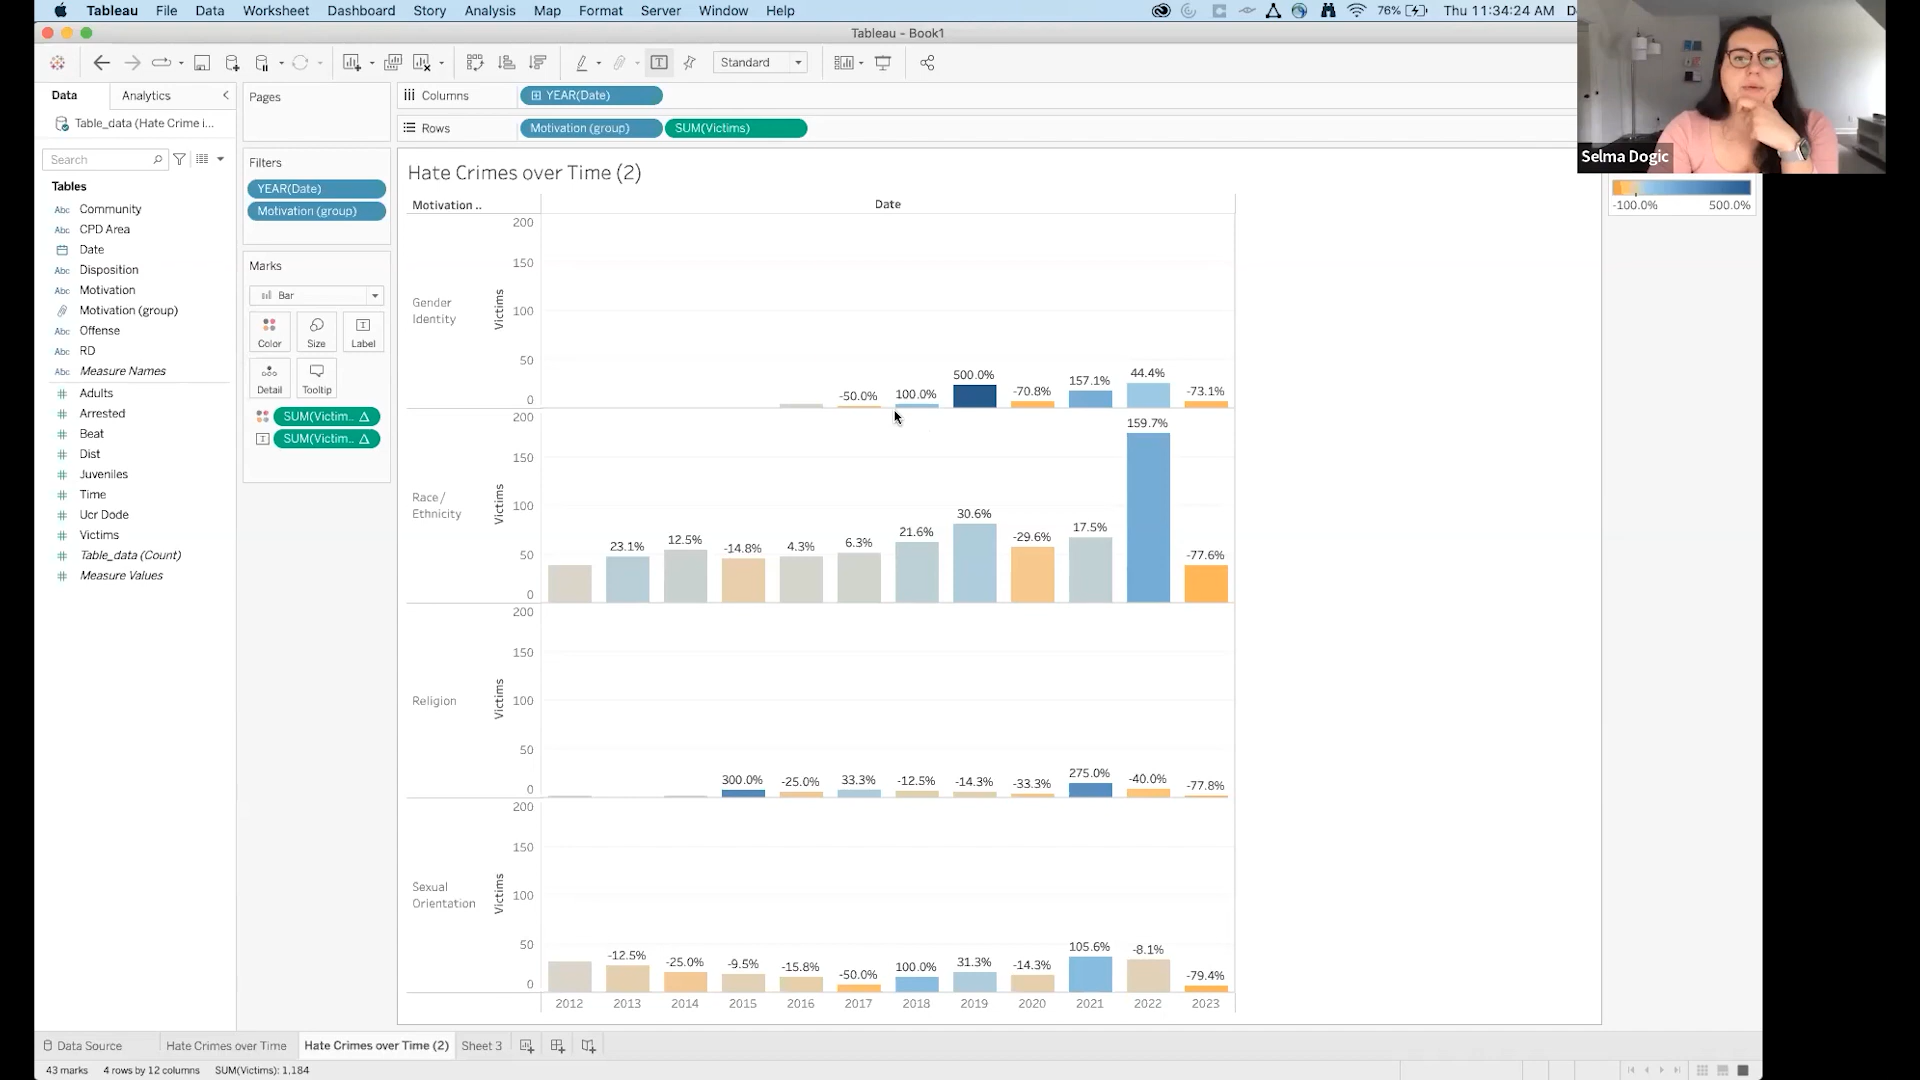 Tableau File Data Worksheet Dashboard Story Analysis Map Format Server Window Help 76% Thu 11:34:24 AM D
Tableau - Book1
Standard
Data Analytics
Table_data (Hate Crime i...
Search
Tables
Abc Community
Abc CPD Area
Date
Abc Disposition
Abc Motivation
Motivation (group)
Abc Offense
Abc RD
Abc Measure Names
Adults
Arrested
Beat
Dist
Juveniles
Time
Ucr Dode
Victims
Table_data (Count)
Measure Values
Pages
Filters
YEAR(Date)
Motivation (group)
Marks
Bar
Color Size Label
Detail Tooltip
SUM(Victim.. Δ
SUM(Victim.. Δ
Columns YEAR(Date)
Rows Motivation (group) SUM(Victims)
Hate Crimes over Time (2)
Motivation .. Date
Gender
Identity
Victims
200
150
100
50
0
-50.0% 100.0% 500.0% -70.8% 157.1% 44.4% -73.1%
Race /
Ethnicity
Victims
200
150
100
50
0
23.1% 12.5% -14.8% 4.3% 6.3% 21.6% 30.6% -29.6% 17.5% 159.7% -77.6%
Religion
Victims
200
150
100
50
0
300.0% -25.0% 33.3% -12.5% -14.3% -33.3% 275.0% -40.0% -77.8%
Sexual
Orientation
Victims
200
150
100
50
0
-12.5% -25.0% -9.5% -15.8% -50.0% 100.0% 31.3% -14.3% 105.6% -8.1% -79.4%
2012 2013 2014 2015 2016 2017 2018 2019 2020 2021 2022 2023
Selma Dogic
-100.0% 500.0%
Data Source Hate Crimes over Time Hate Crimes over Time (2) Sheet 3
43 marks 4 rows by 12 columns SUM(Victims): 1,184